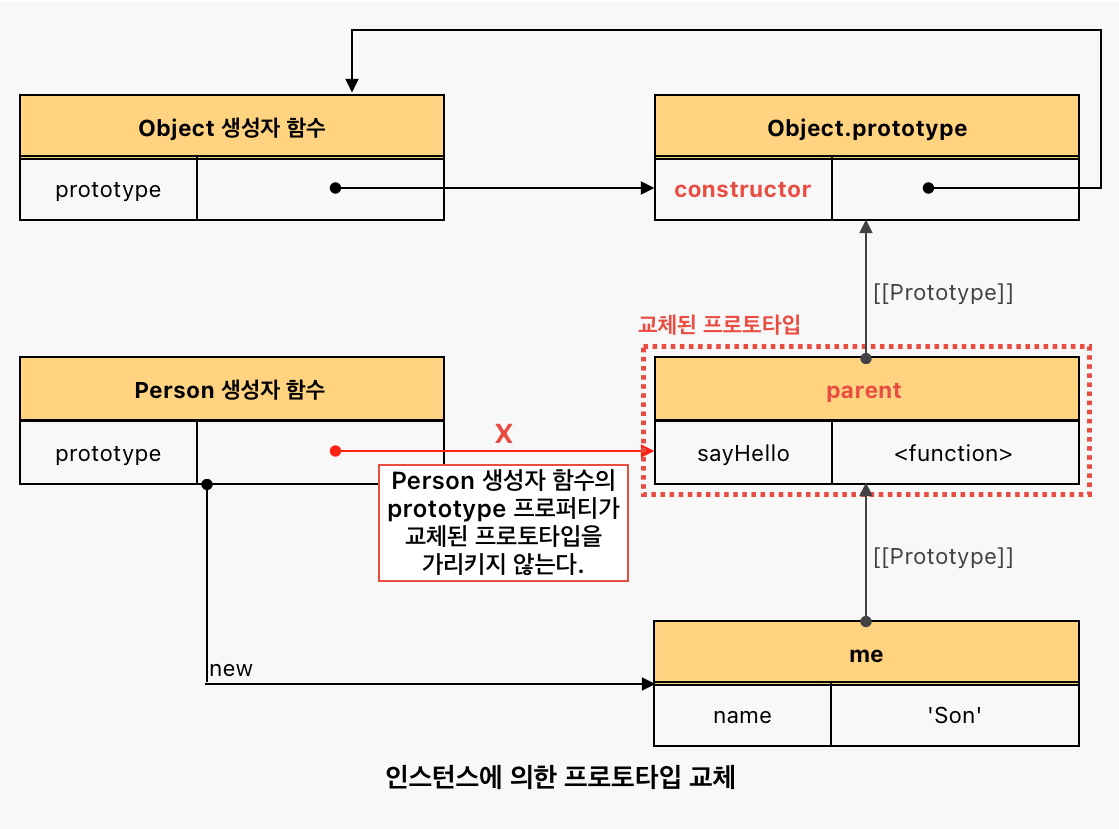 Object 생성자 함수
Object.prototype
prototype
constructor
[[Prototype]]
교체된 프로토타입
Person 생성자 함수
parent
X
prototype
sayHello
<function>
Person 생성자 함수의
prototype 프로퍼티가
교체된 프로토타입을
가리키지 않는다.
[[Prototype]]
new
me
name
'Son'
인스턴스에 의한 프로토타입 교체